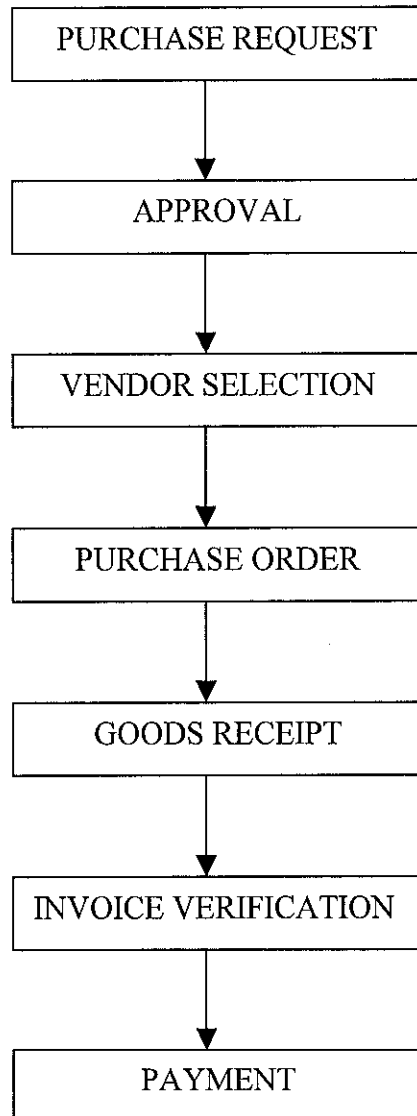 PURCHASE REQUEST
APPROVAL
VENDOR SELECTION
PURCHASE ORDER
GOODS RECEIPT
INVOICE VERIFICATION
PAYMENT